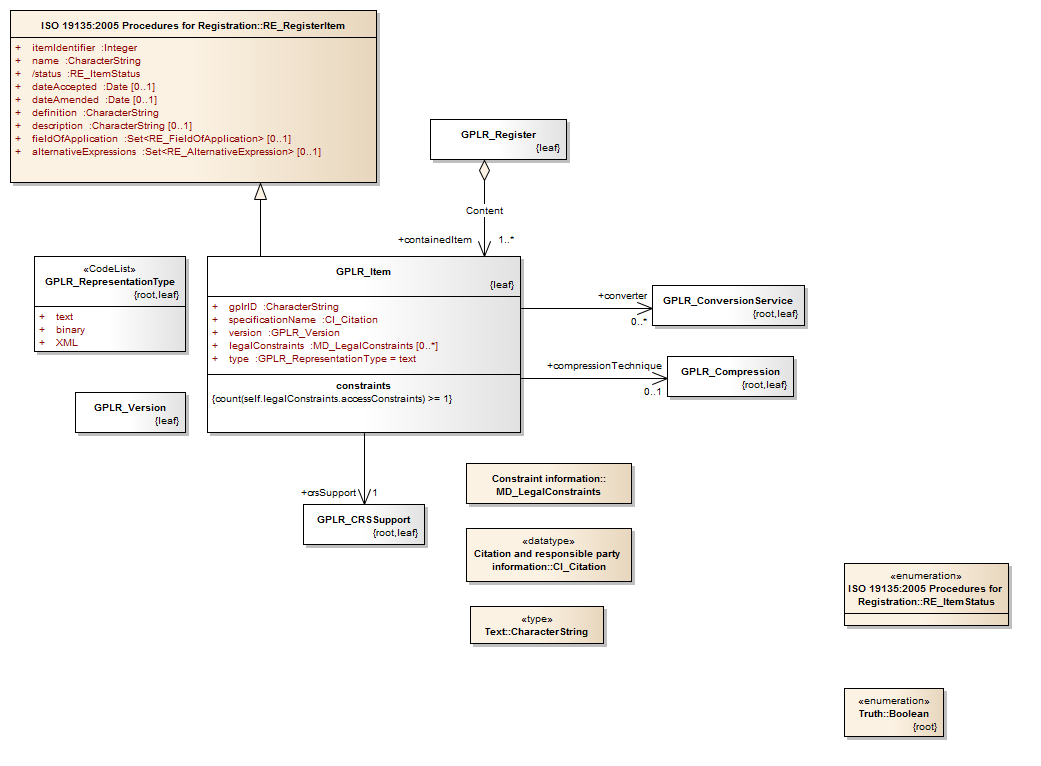 ISO 19135:2005 Procedures for Registration::RE_RegisterItem
+ itemIdentifier :Integer
+ name :CharacterString
+ /status :RE_ItemStatus
+ dateAccepted :Date [0..1]
+ dateAmended :Date [0..1]
+ definition :CharacterString
+ description :CharacterString [0..1]
+ fieldOfApplication :Set<RE_FieldOfApplication> [0..1]
+ alternativeExpressions :Set<RE_AlternativeExpression> [0..1]
GPLR_Register
{leaf}
Content
+containedItem 1..*
«CodeList»
GPLR_RepresentationType
{root,leaf}
+ text
+ binary
+ XML
GPLR_Item
{leaf}
+ gplrID :CharacterString
+ specificationName :CI_Citation
+ version :GPLR_Version
+ legalConstraints :MD_LegalConstraints [0..*]
+ type :GPLR_RepresentationType = text
constraints
{count(self.legalConstraints.accessConstraints) >= 1}
+converter
0..*
GPLR_ConversionService
{root,leaf}
+compressionTechnique
0..1
GPLR_Compression
{root,leaf}
GPLR_Version
{leaf}
+crsSupport 1
GPLR_CRSSupport
{root,leaf}
Constraint information::
MD_LegalConstraints
«datatype»
Citation and responsible party
information::CI_Citation
«type»
Text::CharacterString
«enumeration»
ISO 19135:2005 Procedures for
Registration::RE_ItemStatus
«enumeration»
Truth::Boolean
{root}